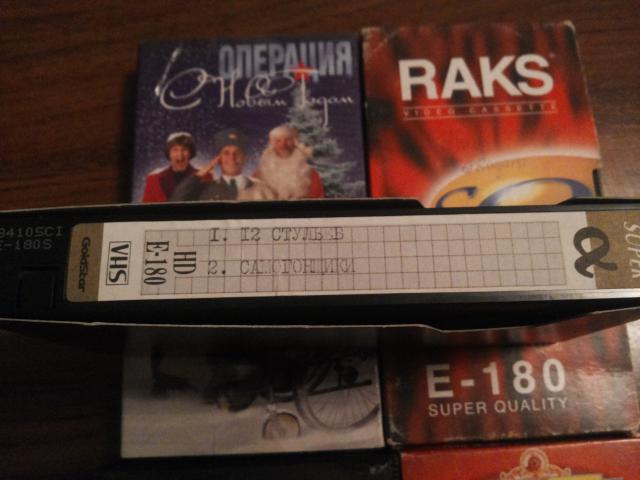 ОПЕРАЦИЯ
С Новым Годом
RAKS
VIDEO CASSETTE
84105CI
E-180S
GoldStar
VHS
HD
E-180
1. 12 СТУЛЬЕВ
2. САМОГОНЩИКИ
α
E-180
SUPER QUALITY